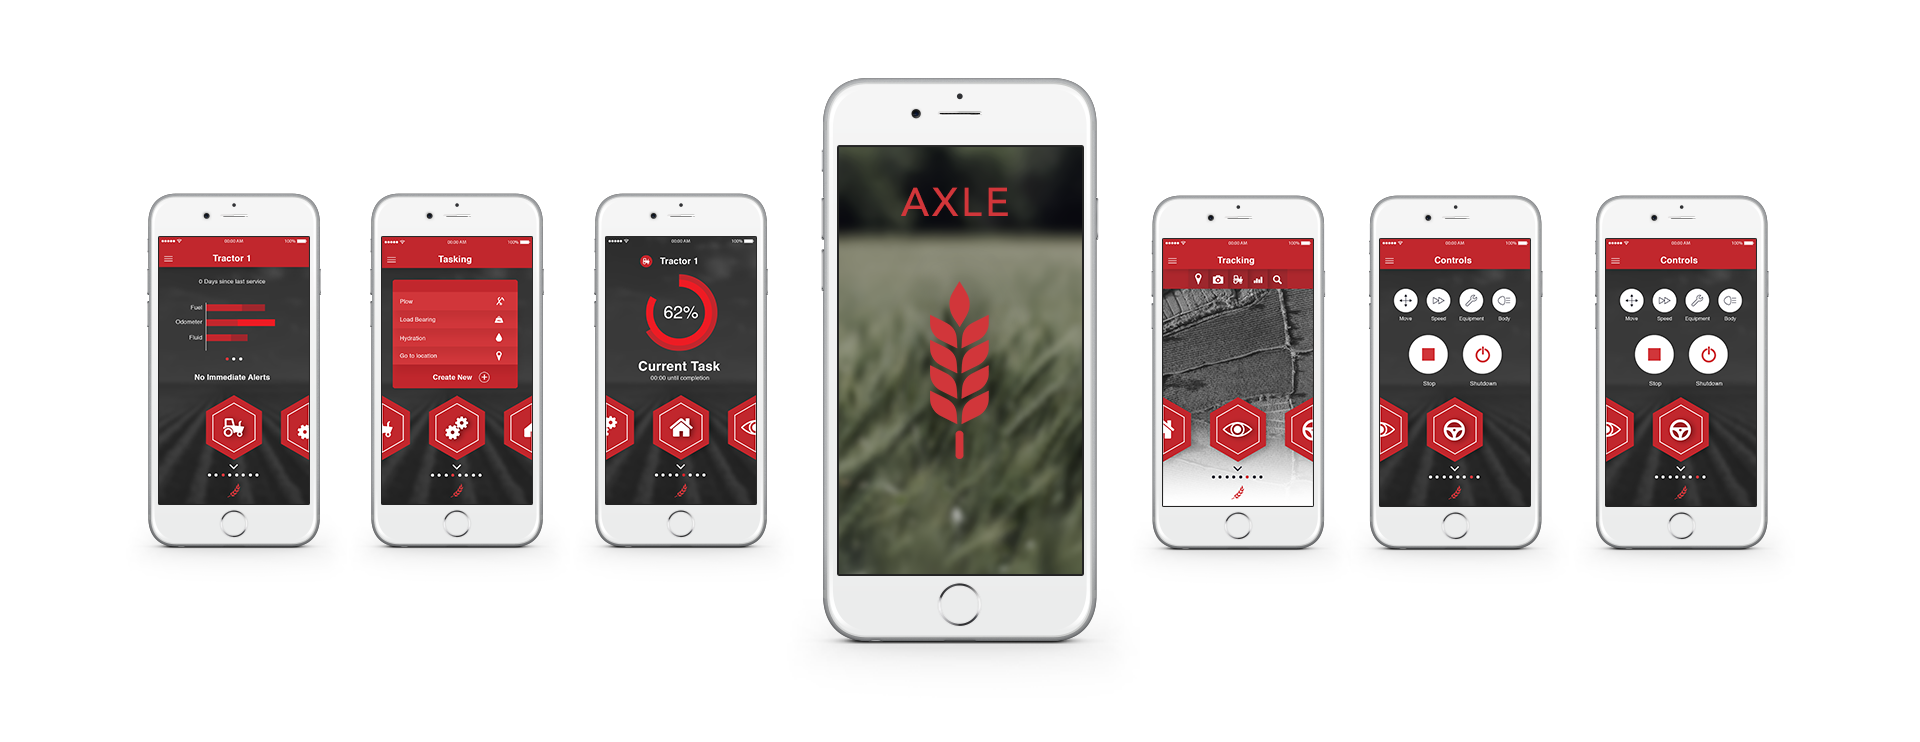 00:00 AM
100%
Tractor 1
0 Days since last service
Fuel
Odometer
Fluid
No Immediate Alerts
00:00 AM
100%
Tasking
Plow
Load Bearing
Hydration
Go to location
Create New
00:00 AM
100%
Tractor 1
62%
Current Task
00:00 until completion
AXLE
00:00 AM
100%
Tracking
00:00 AM
100%
Controls
Move Speed Equipment Body
Stop Shutdown
00:00 AM
100%
Controls
Move Speed Equipment Body
Stop Shutdown